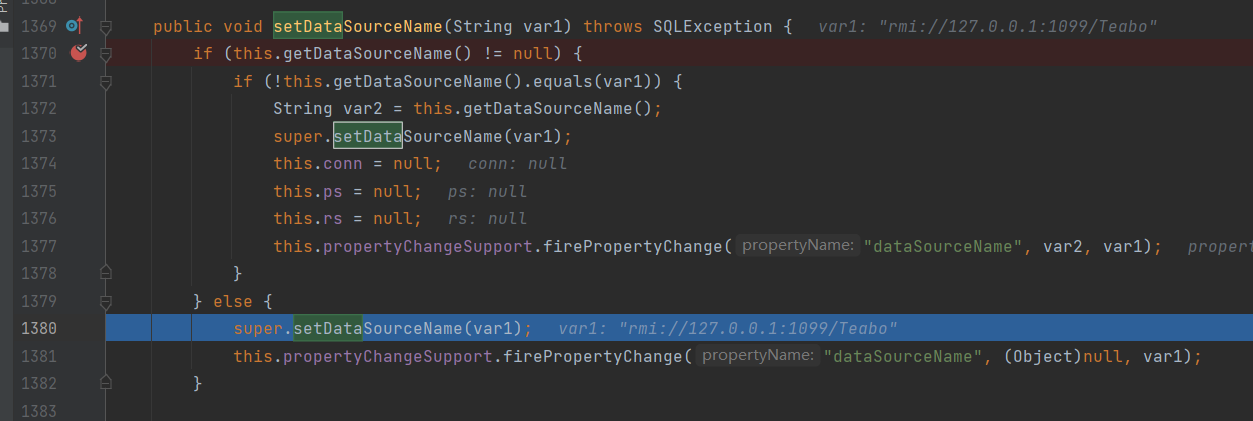 1369 public void setDataSourceName(String var1) throws SQLException { var1: "rmi://127.0.0.1:1099/Teabo"
1370 if (this.getDataSourceName() != null) {
1371 if (!this.getDataSourceName().equals(var1)) {
1372 String var2 = this.getDataSourceName();
1373 super.setDataSourceName(var1);
1374 this.conn = null; conn: null
1375 this.ps = null; ps: null
1376 this.rs = null; rs: null
1377 this.propertyChangeSupport.firePropertyChange( propertyName: "dataSourceName", var2, var1); propert
1378 }
1379 } else {
1380 super.setDataSourceName(var1); var1: "rmi://127.0.0.1:1099/Teabo"
1381 this.propertyChangeSupport.firePropertyChange( propertyName: "dataSourceName", (Object)null, var1);
1382 }
1383